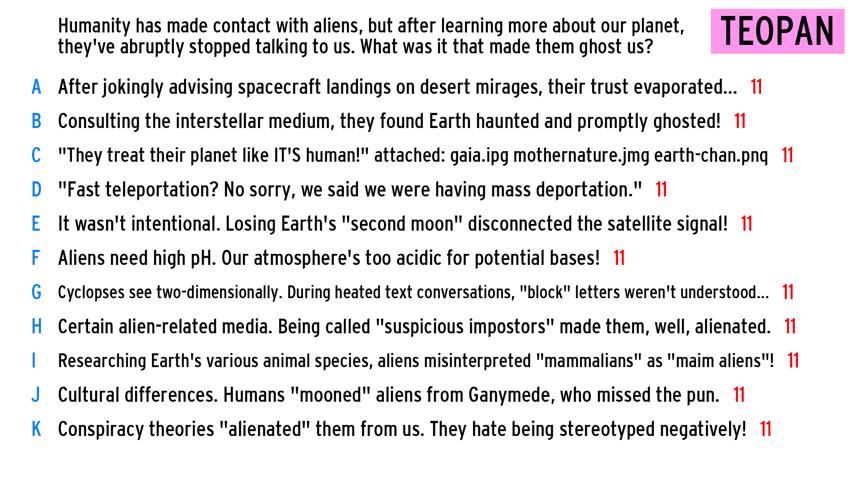 Humanity has made contact with aliens, but after learning more about our planet,
they've abruptly stopped talking to us. What was it that made them ghost us?
TEOPAN
A After jokingly advising spacecraft landings on desert mirages, their trust evaporated... 11
B Consulting the interstellar medium, they found Earth haunted and promptly ghosted! 11
C "They treat their planet like IT'S human!" attached: gaia.ipg mothernature.jmg earth-chan.pnq 11
D "Fast teleportation? No sorry, we said we were having mass deportation." 11
E It wasn't intentional. Losing Earth's "second moon" disconnected the satellite signal! 11
F Aliens need high pH. Our atmosphere's too acidic for potential bases! 11
G Cyclopses see two-dimensionally. During heated text conversations, "block" letters weren't understood... 11
H Certain alien-related media. Being called "suspicious impostors" made them, well, alienated. 11
I Researching Earth's various animal species, aliens misinterpreted "mammalians" as "maim aliens"! 11
J Cultural differences. Humans "mooned" aliens from Ganymede, who missed the pun. 11
K Conspiracy theories "alienated" them from us. They hate being stereotyped negatively! 11